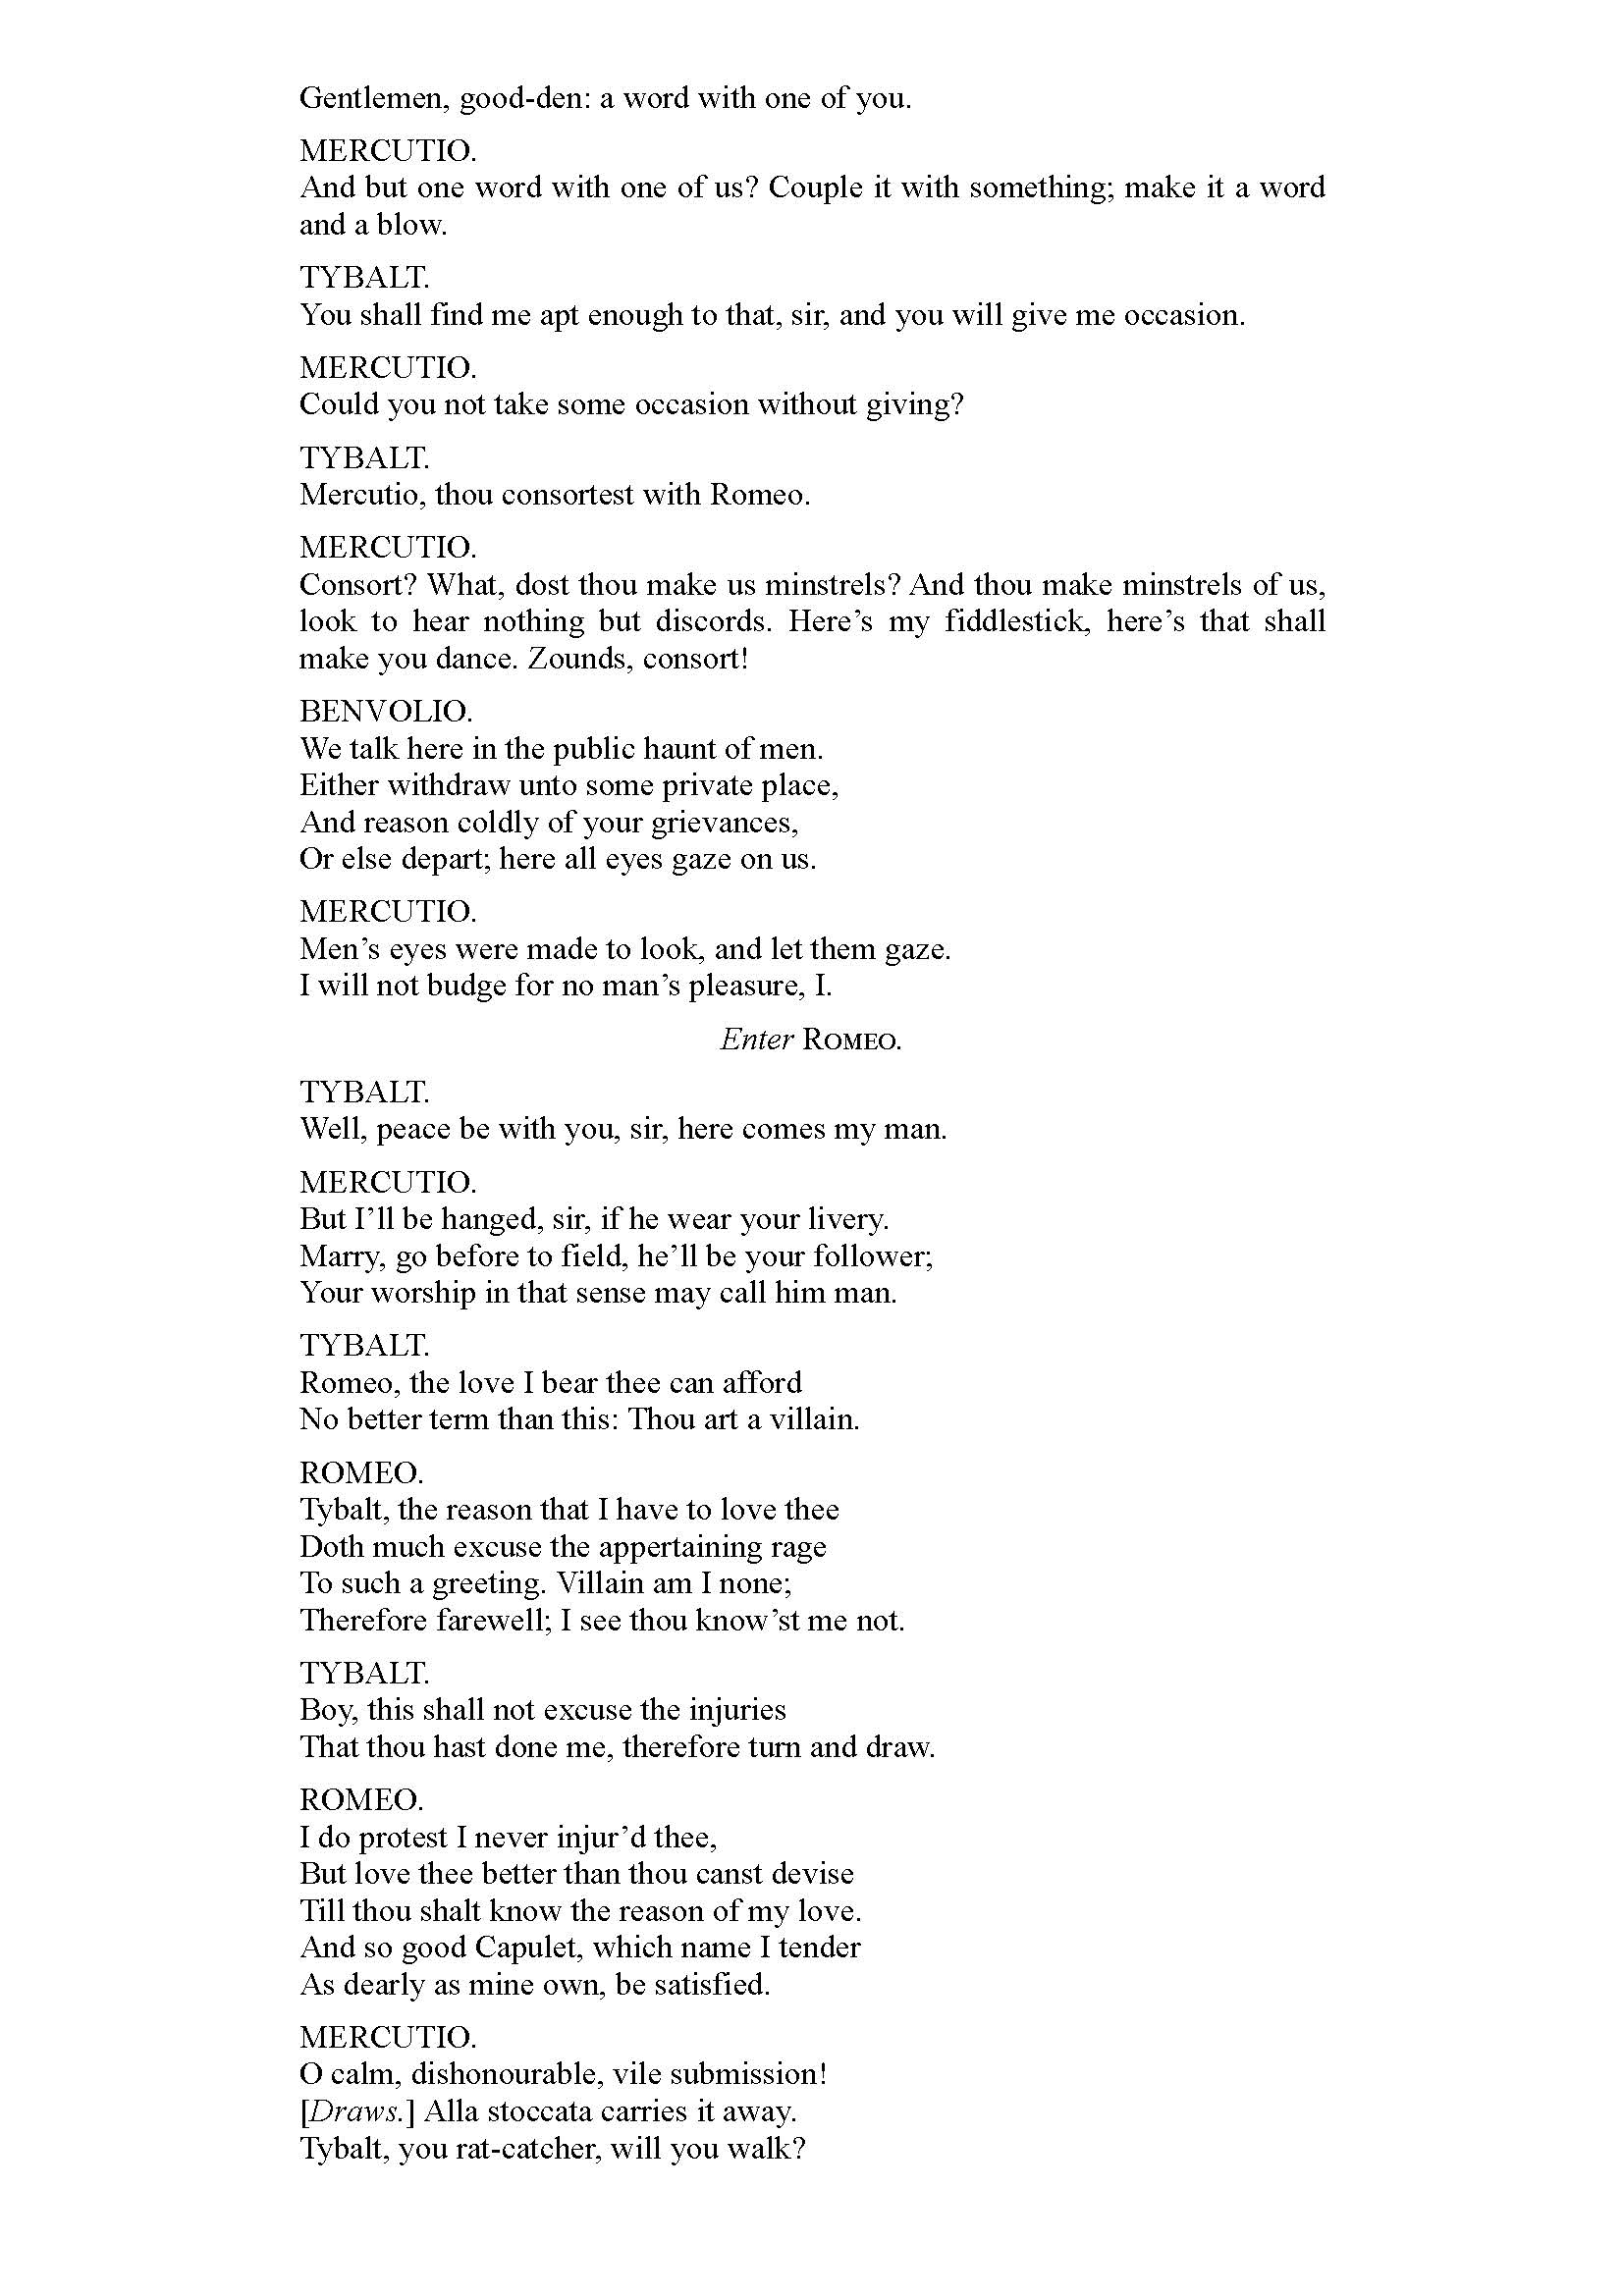 Gentlemen, good-den: a word with one of you.
MERCUTIO.
And but one word with one of us? Couple it with something; make it a word
and a blow.
TYBALT.
You shall find me apt enough to that, sir, and you will give me occasion.
MERCUTIO.
Could you not take some occasion without giving?
TYBALT.
Mercutio, thou consortest with Romeo.
MERCUTIO.
Consort? What, dost thou make us minstrels? And thou make minstrels of us,
look to hear nothing but discords. Here’s my fiddlestick, here’s that shall
make you dance. Zounds, consort!
BENVOLIO.
We talk here in the public haunt of men.
Either withdraw unto some private place,
And reason coldly of your grievances,
Or else depart; here all eyes gaze on us.
MERCUTIO.
Men’s eyes were made to look, and let them gaze.
I will not budge for no man’s pleasure, I.
Enter ROMEO.
TYBALT.
Well, peace be with you, sir, here comes my man.
MERCUTIO.
But I’ll be hanged, sir, if he wear your livery.
Marry, go before to field, he’ll be your follower;
Your worship in that sense may call him man.
TYBALT.
Romeo, the love I bear thee can afford
No better term than this: Thou art a villain.
ROMEO.
Tybalt, the reason that I have to love thee
Doth much excuse the appertaining rage
To such a greeting. Villain am I none;
Therefore farewell; I see thou know’st me not.
TYBALT.
Boy, this shall not excuse the injuries
That thou hast done me, therefore turn and draw.
ROMEO.
I do protest I never injur’d thee,
But love thee better than thou canst devise
Till thou shalt know the reason of my love.
And so good Capulet, which name I tender
As dearly as mine own, be satisfied.
MERCUTIO.
O calm, dishonourable, vile submission!
[Draws.] Alla stoccata carries it away.
Tybalt, you rat-catcher, will you walk?